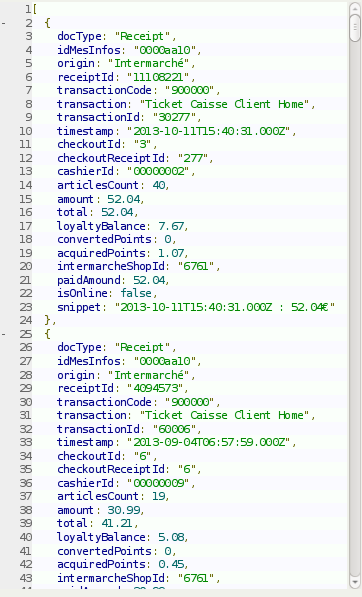 1 [
- 2 {
3 docType: "Receipt",
4 idMesInfos: "0000aa10",
5 origin: "Intermarché",
6 receiptId: "11108221",
7 transactionCode: "900000",
8 transaction: "Ticket Caisse Client Home",
9 transactionId: "30277",
10 timestamp: "2013-10-11T15:40:31.000Z",
11 checkoutId: "3",
12 checkoutReceiptId: "277",
13 cashierId: "00000002",
14 articlesCount: 40,
15 amount: 52.04,
16 total: 52.04,
17 loyaltyBalance: 7.67,
18 convertedPoints: 0,
19 acquiredPoints: 1.07,
20 intermarcheShopId: "6761",
21 paidAmound: 52.04,
22 isOnline: false,
23 snippet: "2013-10-11T15:40:31.000Z : 52.04€"
24 },
- 25 {
26 docType: "Receipt",
27 idMesInfos: "0000aa10",
28 origin: "Intermarché",
29 receiptId: "4094573",
30 transactionCode: "900000",
31 transaction: "Ticket Caisse Client Home",
32 transactionId: "60006",
33 timestamp: "2013-09-04T06:57:59.000Z",
34 checkoutId: "6",
35 checkoutReceiptId: "6",
36 cashierId: "00000009",
37 articlesCount: 19,
38 amount: 30.99,
39 total: 41.21,
40 loyaltyBalance: 5.08,
41 convertedPoints: 0,
42 acquiredPoints: 0.45,
43 intermarcheShopId: "6761",